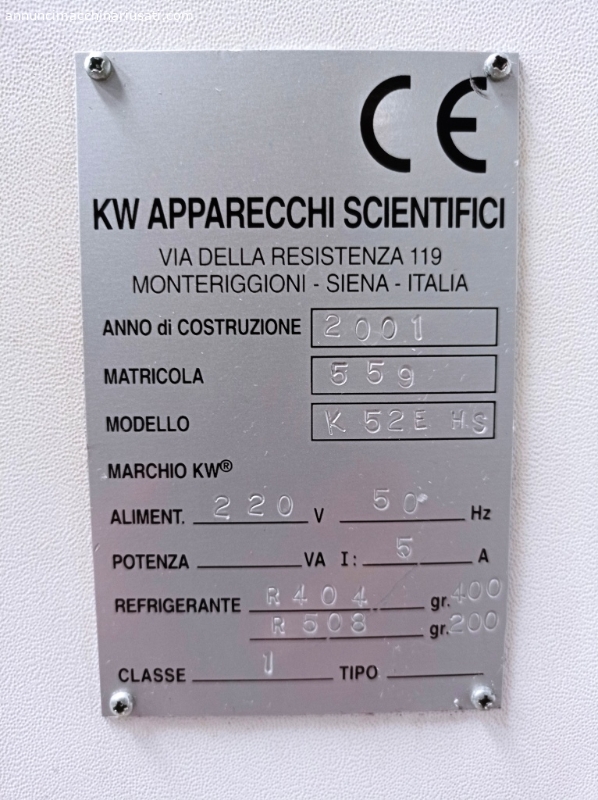 annuncimacchinariusati.com
CE
KW APPARECCHI SCIENTIFICI
VIA DELLA RESISTENZA 119
MONTERIGGIONI - SIENA - ITALIA
ANNO di COSTRUZIONE 2001
MATRICOLA 559
MODELLO K 52E HS
MARCHIO KW®
ALIMENT. 220 V 50 Hz
POTENZA VA I: 5 A
REFRIGERANTE R404 gr. 400
R508 gr. 200
CLASSE 1 TIPO